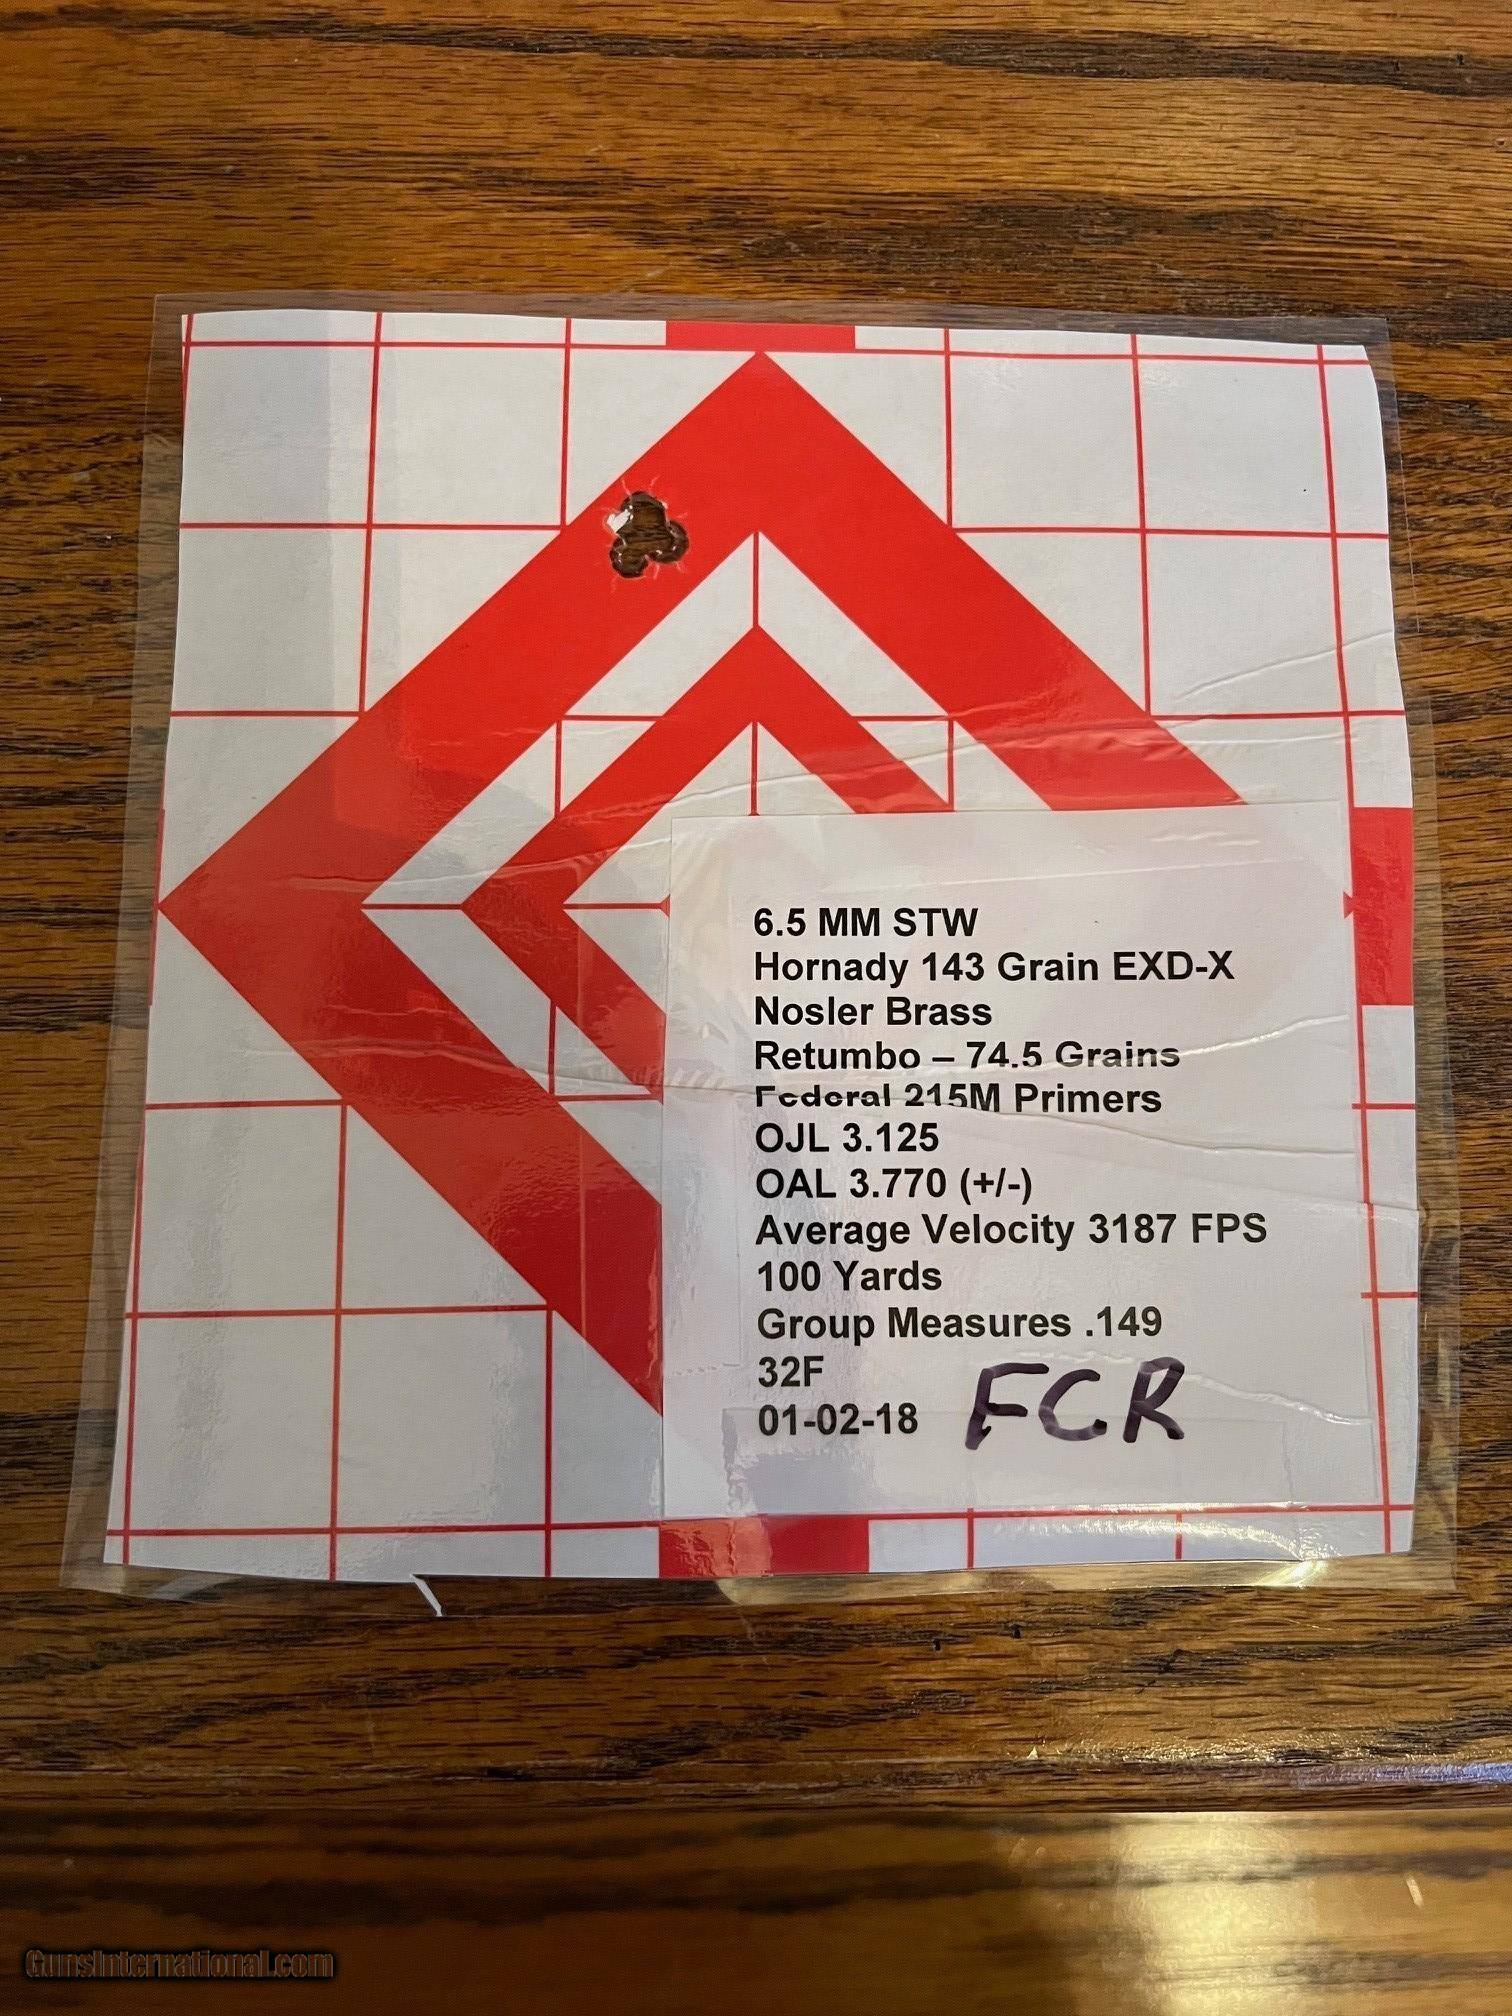 6.5 MM STW
Hornady 143 Grain EXD-X
Nosler Brass
Retumbo – 74.5 Grains
Federal 215M Primers
OJL 3.125
OAL 3.770 (+/-)
Average Velocity 3187 FPS
100 Yards
Group Measures .149
32F
01-02-18 FCR
GunsInternational.com